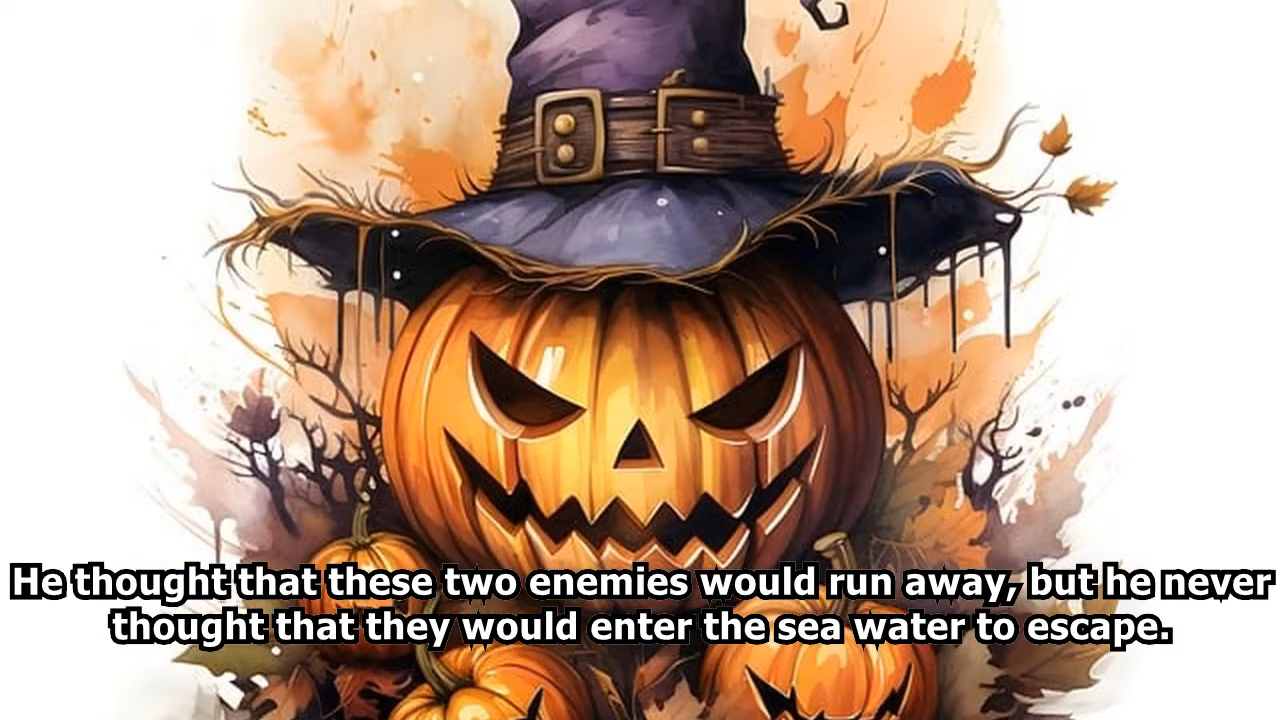 He thought that these two enemies would run away, but he never
thought that they would enter the sea water to escape.